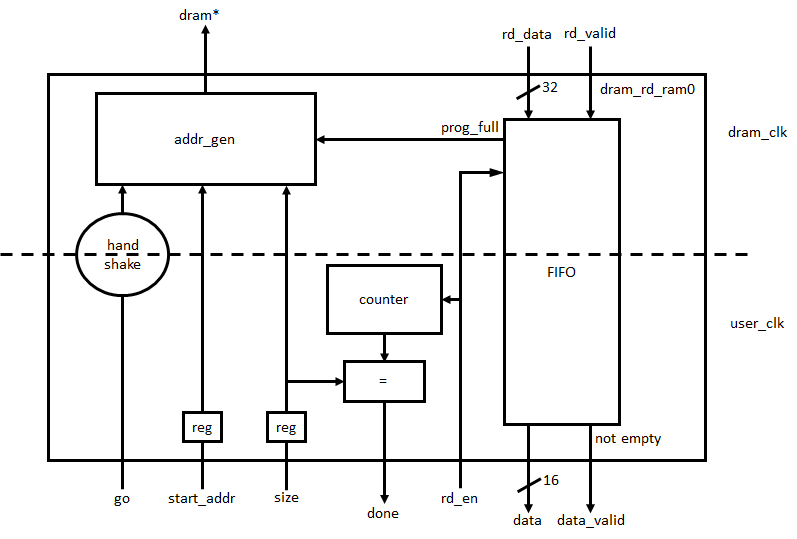 dram*
rd_data
rd_valid
32
dram_rd_ram0
prog_full
dram_clk
addr_gen
hand
shake
FIFO
counter
user_clk
=
reg
reg
not empty
16
go
start_addr
size
done
rd_en
data
data_valid